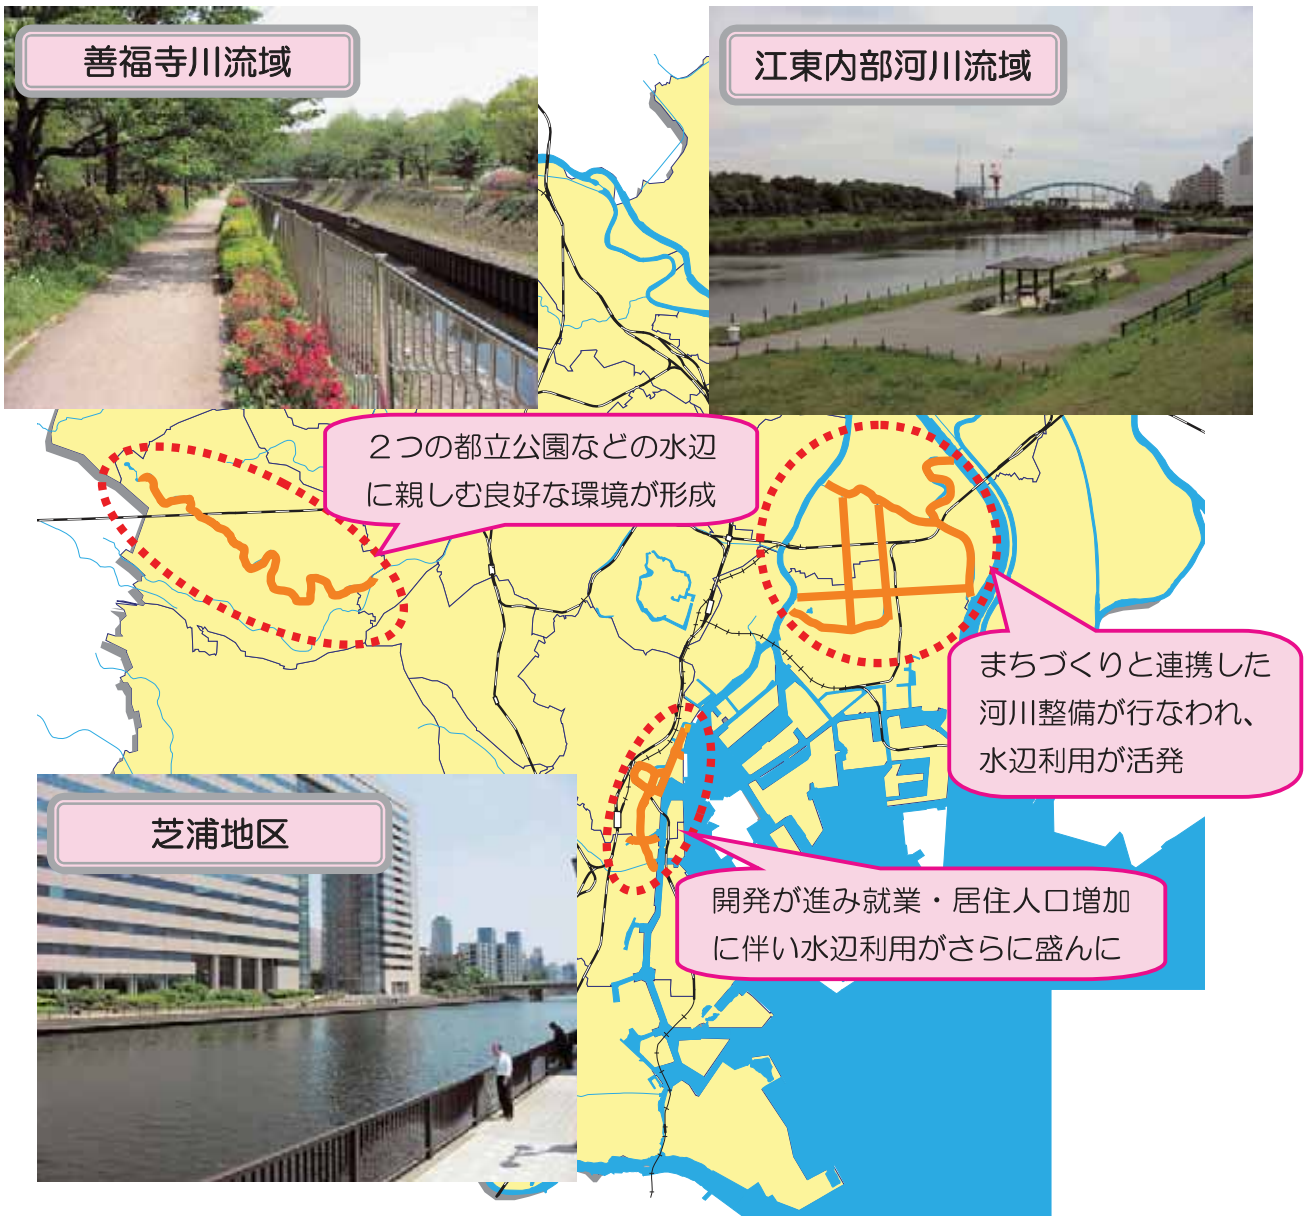 善福寺川流域
江東内部河川流域
２つの都立公園などの水辺
に親しむ良好な環境が形成
まちづくりと連携した
河川整備が行なわれ、
水辺利用が活発
芝浦地区
開発が進み就業・居住人口増加
に伴い水辺利用がさらに盛んに